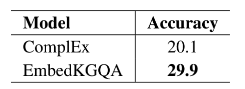 Model Accuracy
ComplEx 20.1
EmbedKGQA 29.9